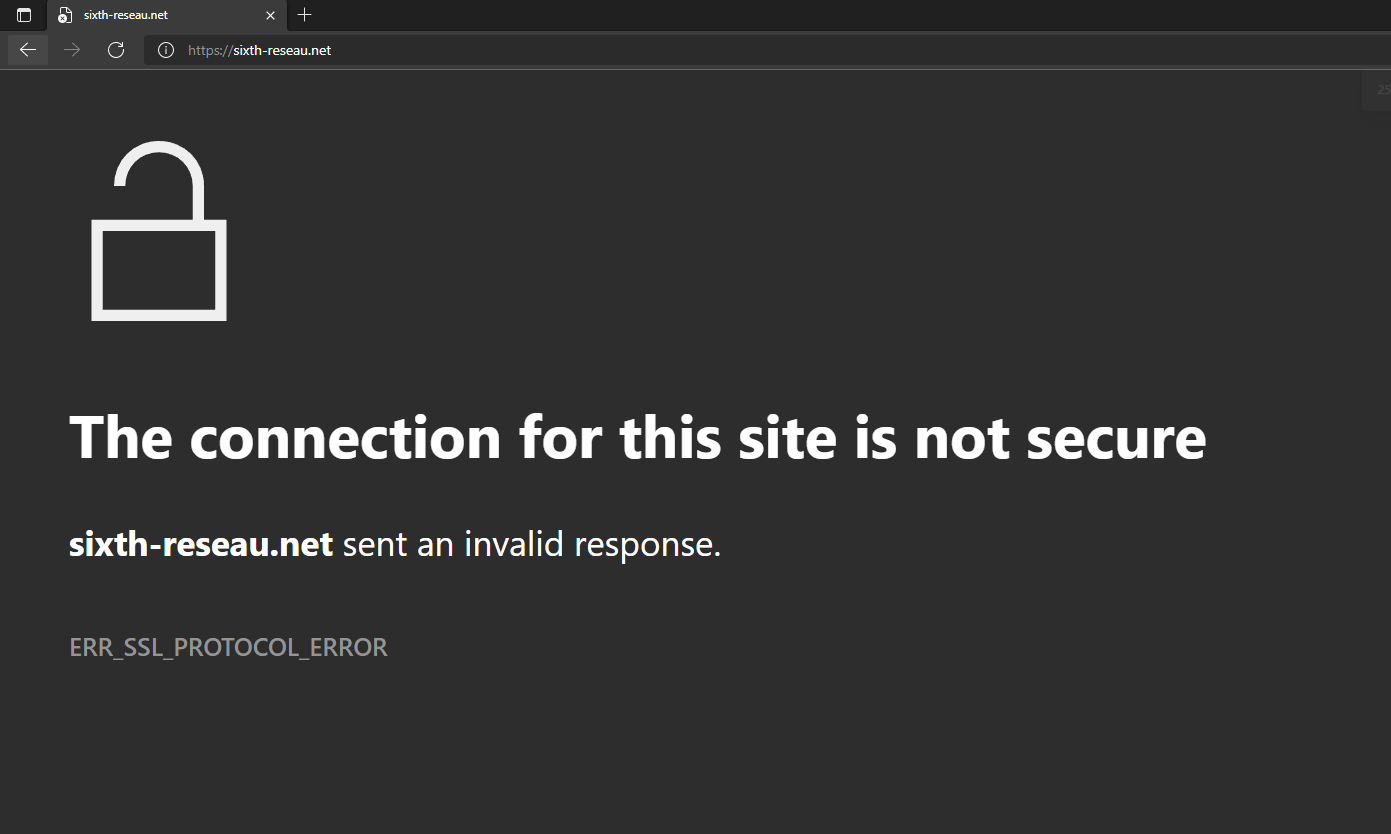 sixth-reseau.net
https://sixth-reseau.net
25
The connection for this site is not secure
sixth-reseau.net sent an invalid response.
ERR_SSL_PROTOCOL_ERROR